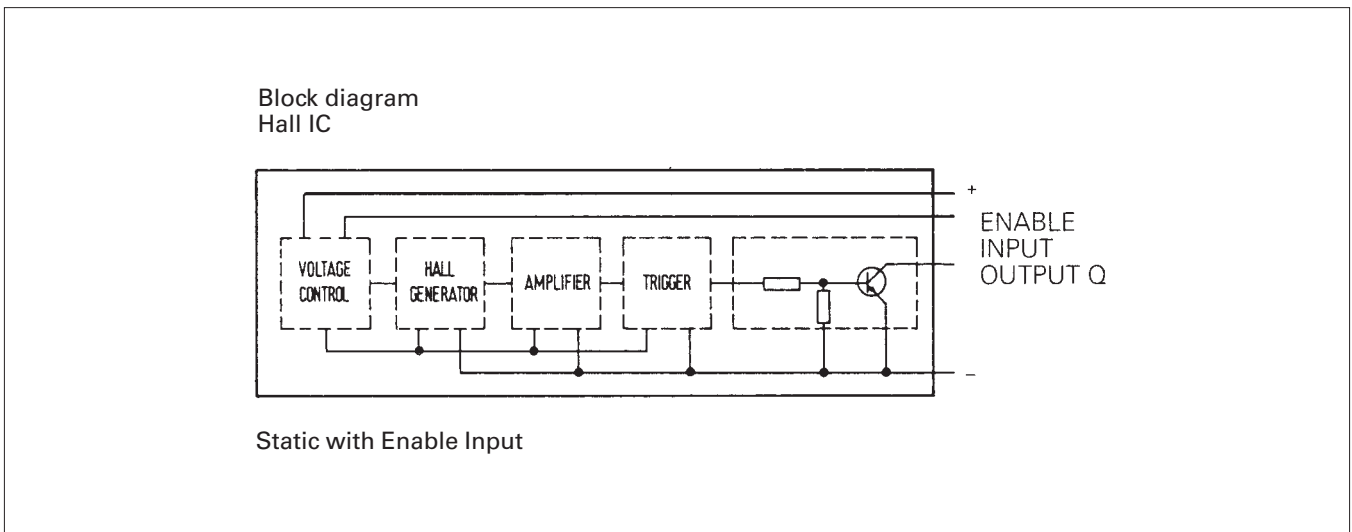 Block diagram
Hall IC
+
ENABLE
INPUT
OUTPUT Q
VOLTAGE
CONTROL
HALL
GENERATOR
AMPLIFIER
TRIGGER
–
Static with Enable Input